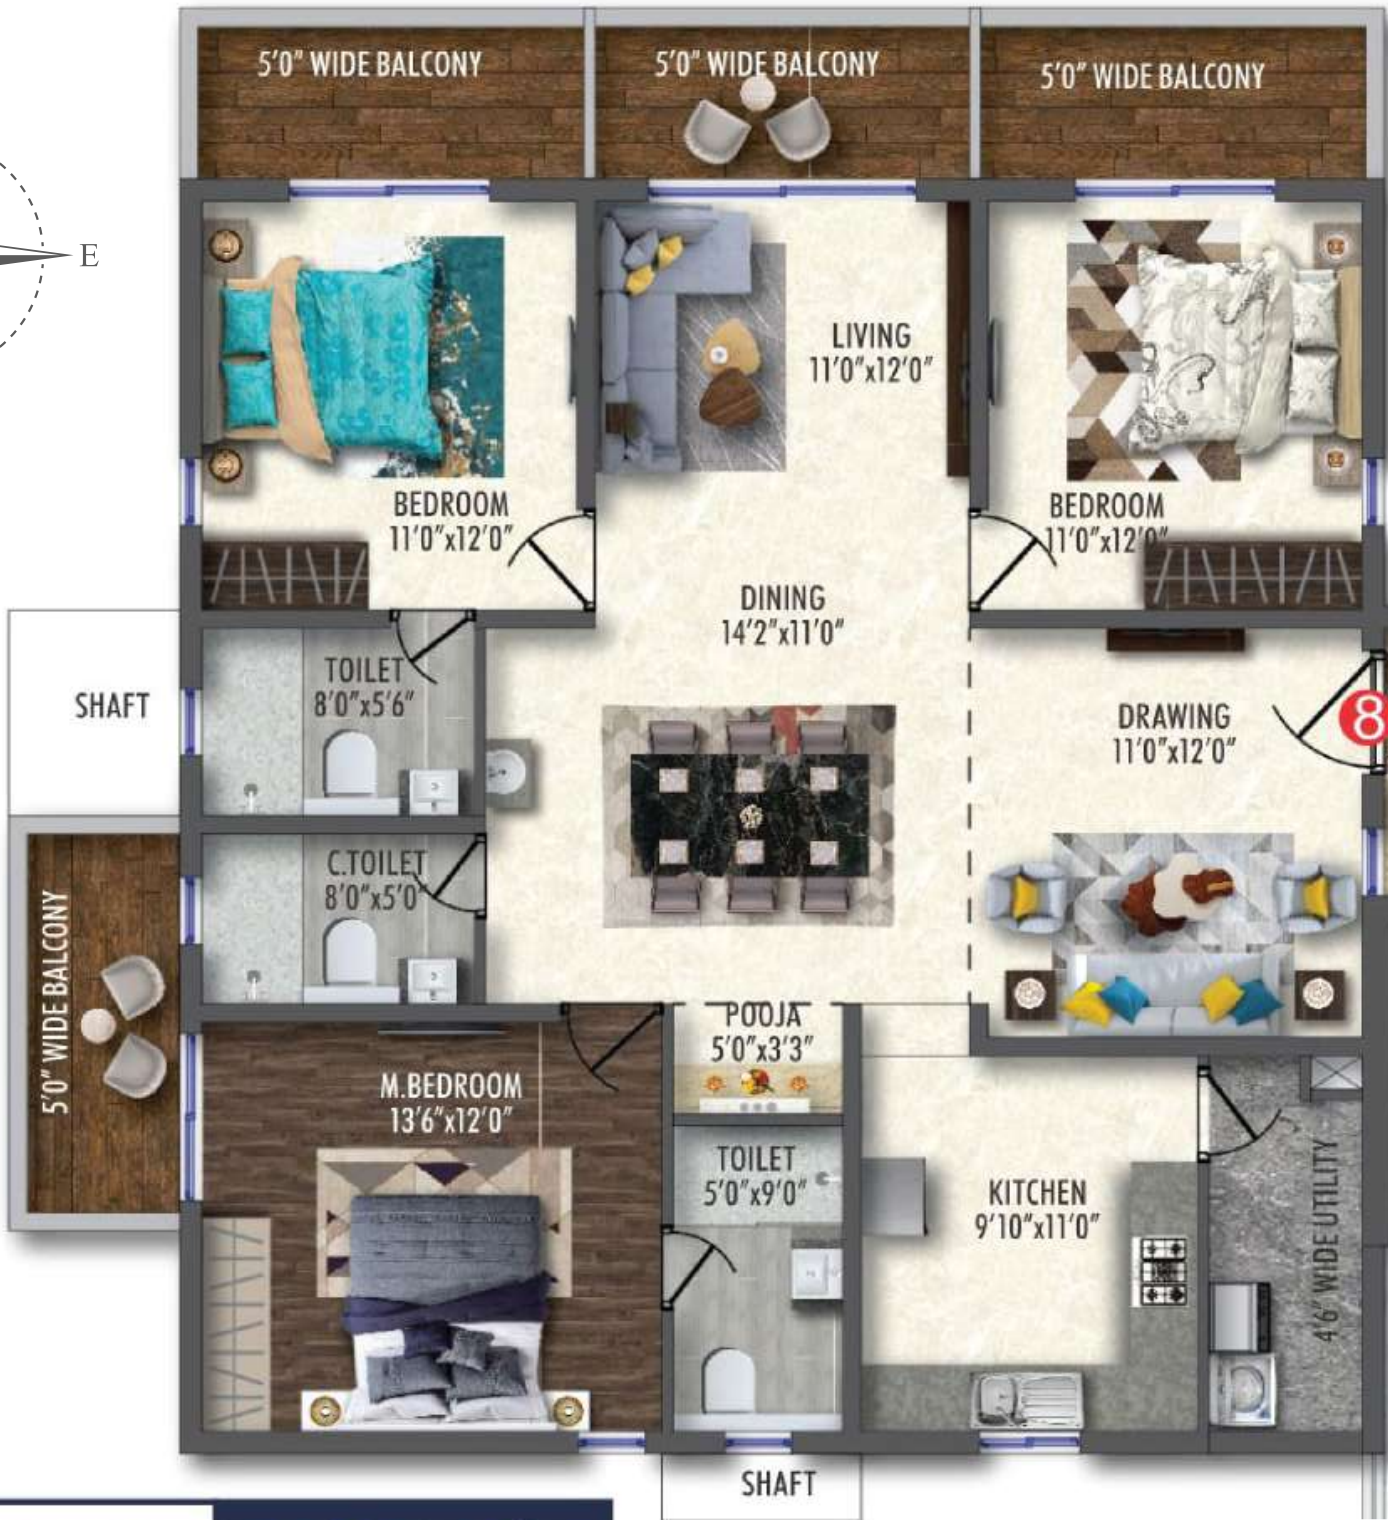 5'0" WIDE BALCONY
5'0" WIDE BALCONY
5'0" WIDE BALCONY
E
LIVING
11'0"x12'0"
BEDROOM
11'0"x12'0"
BEDROOM
11'0"x12'0"
DINING
14'2"x11'0"
TOILET
8'0"x5'6"
SHAFT
DRAWING
11'0"x12'0"
8
C.TOILET
8'0"x5'0"
5'0" WIDE BALCONY
POOJA
5'0"x3'3"
M.BEDROOM
13'6"x12'0"
TOILET
5'0"x9'0"
KITCHEN
9'10"x11'0"
4'6" WIDE UTILITY
SHAFT